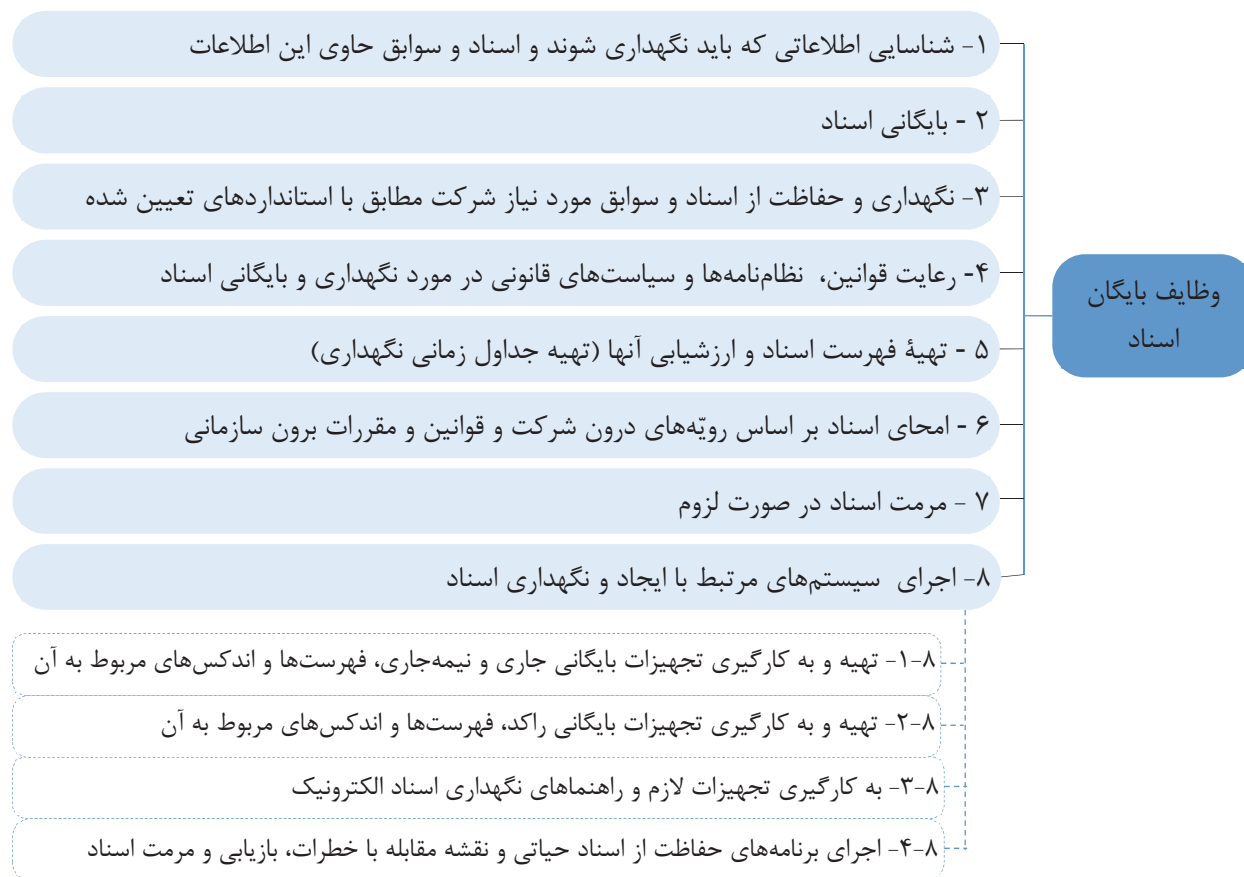 وظایف بایگان
اسناد
۱- شناسایی اطلاعاتی که باید نگهداری شوند و اسناد و سوابق حاوی این اطلاعات
۲ - بایگانی اسناد
۳- نگهداری و حفاظت از اسناد و سوابق مورد نیاز شرکت مطابق با استانداردهای تعیین شده
۴- رعایت قوانین، نظام‌نامه‌ها و سیاست‌های قانونی در مورد نگهداری و بایگانی اسناد
۵ - تهیهٔ فهرست اسناد و ارزشیابی آنها (تهیه جداول زمانی نگهداری)
۶ - امحای اسناد بر اساس رویّه‌های درون شرکت و قوانین و مقررات برون سازمانی
۷ - مرمت اسناد در صورت لزوم
۸- اجرای سیستم‌های مرتبط با ایجاد و نگهداری اسناد
۸-۱- تهیه و به کارگیری تجهیزات بایگانی جاری و نیمه‌جاری، فهرست‌ها و اندکس‌های مربوط به آن
۸-۲- تهیه و به کارگیری تجهیزات بایگانی راکد، فهرست‌ها و اندکس‌های مربوط به آن
۸-۳- به کارگیری تجهیزات لازم و راهنماهای نگهداری اسناد الکترونیک
۸-۴- اجرای برنامه‌های حفاظت از اسناد حیاتی و نقشه مقابله با خطرات، بازیابی و مرمت اسناد